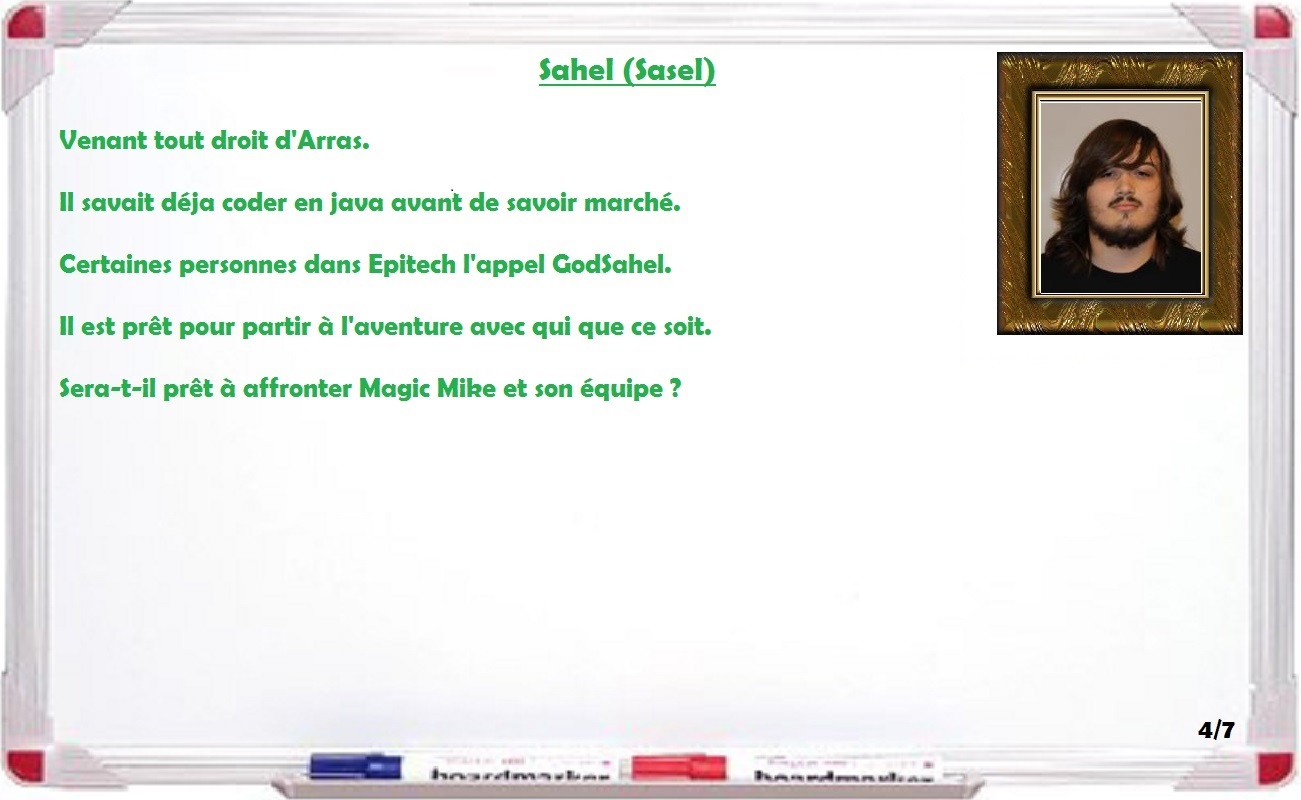 Sahel (Sasel)
Venant tout droit d'Arras.
Il savait déja coder en java avant de savoir marché.
Certaines personnes dans Epitech l'appel GodSahel.
Il est prêt pour partir à l'aventure avec qui que ce soit.
Sera-t-il prêt à affronter Magic Mike et son équipe ?
4/7
boardmarker boardmarker